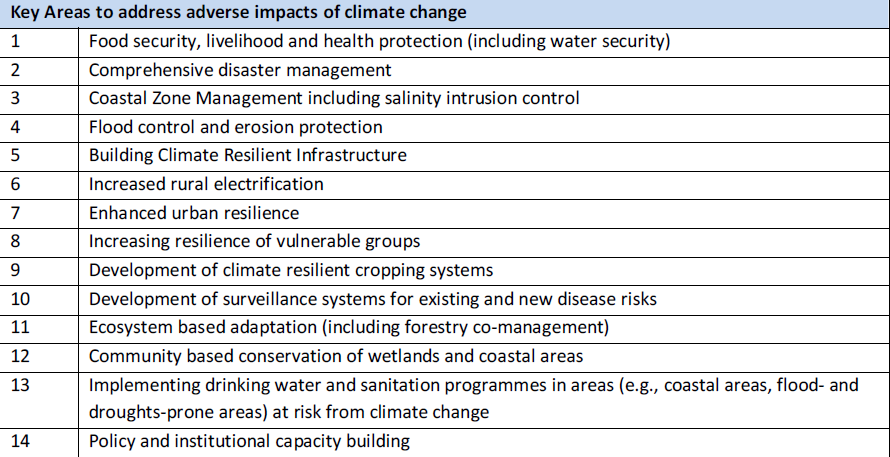 Key Areas to address adverse impacts of climate change
1 Food security, livelihood and health protection (including water security)
2 Comprehensive disaster management
3 Coastal Zone Management including salinity intrusion control
4 Flood control and erosion protection
5 Building Climate Resilient Infrastructure
6 Increased rural electrification
7 Enhanced urban resilience
8 Increasing resilience of vulnerable groups
9 Development of climate resilient cropping systems
10 Development of surveillance systems for existing and new disease risks
11 Ecosystem based adaptation (including forestry co-management)
12 Community based conservation of wetlands and coastal areas
13 Implementing drinking water and sanitation programmes in areas (e.g., coastal areas, flood- and
droughts-prone areas) at risk from climate change
14 Policy and institutional capacity building